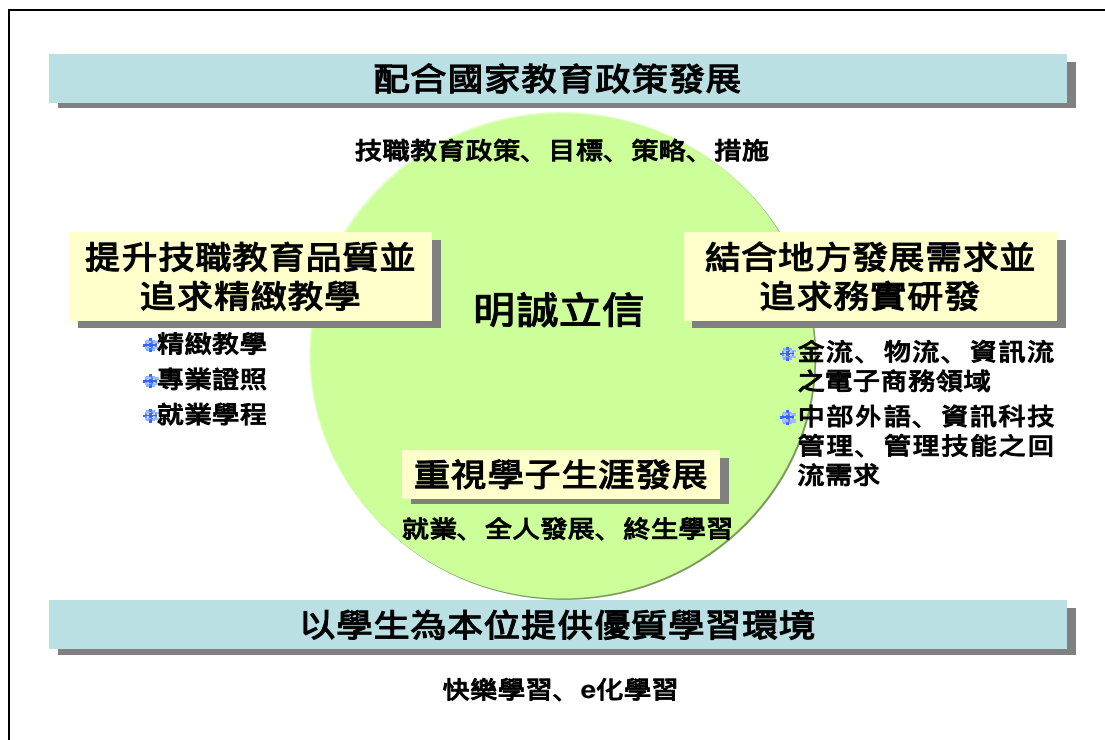 配合國家教育政策發展
技職教育政策、目標、策略、措施
提升技職教育品質並
追求精緻教學
精緻教學
專業證照
就業學程
明誠立信
結合地方發展需求並
追求務實研發
金流、物流、資訊流
之電子商務領域
中部外語、資訊科技
管理、管理技能之回
流需求
重視學子生涯發展
就業、全人發展、終生學習
以學生為本位提供優質學習環境
快樂學習、e化學習